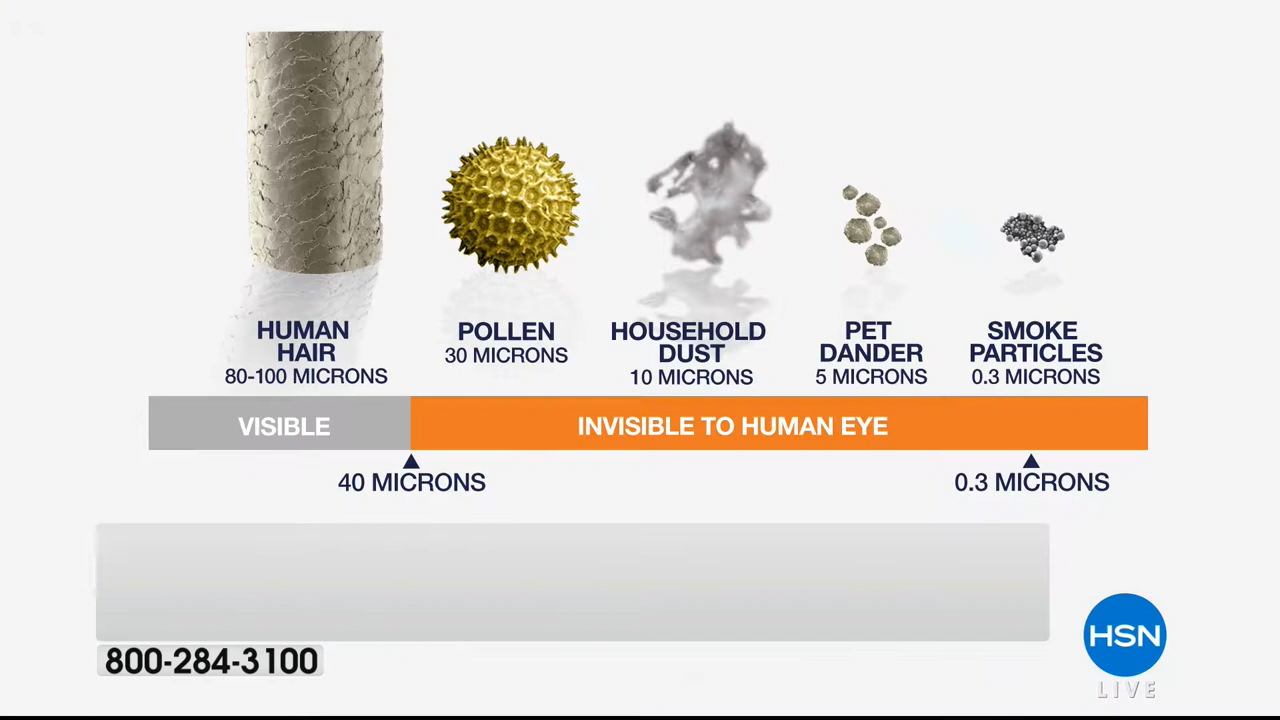 HUMAN
HAIR
80-100 MICRONS
POLLEN
30 MICRONS
HOUSEHOLD
DUST
10 MICRONS
PET
DANDER
5 MICRONS
SMOKE
PARTICLES
0.3 MICRONS
VISIBLE
INVISIBLE TO HUMAN EYE
40 MICRONS
0.3 MICRONS
800-284-3100
HSN
LIVE